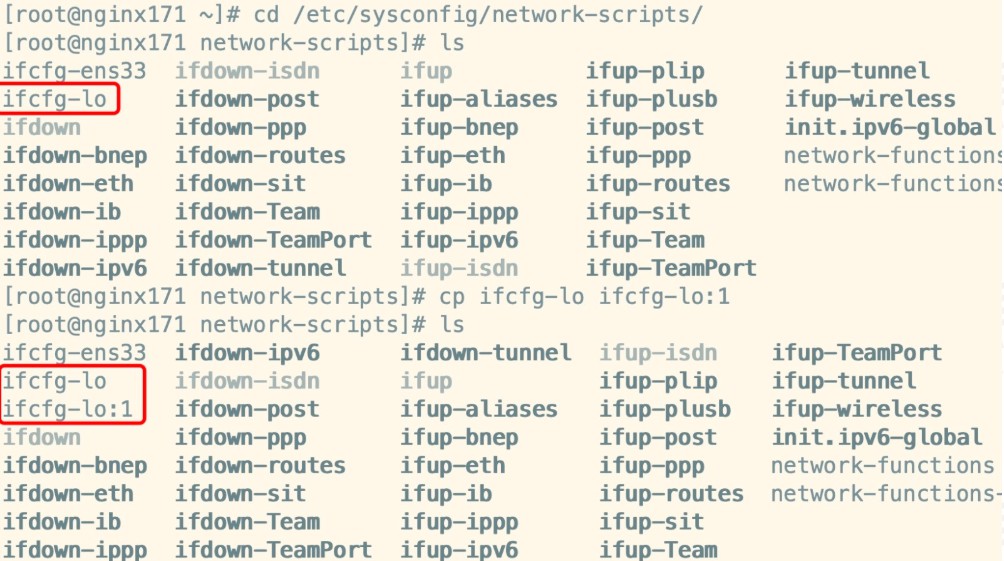 [root@nginx171 ~]# cd /etc/sysconfig/network-scripts/
[root@nginx171 network-scripts]# ls
ifcfg-ens33 ifdown-isdn ifup ifup-plip ifup-tunnel
ifcfg-lo ifdown-post ifup-aliases ifup-plusb ifup-wireless
ifdown ifdown-ppp ifup-bnep ifup-post init.ipv6-global
ifdown-bnep ifdown-routes ifup-eth ifup-ppp network-functions
ifdown-eth ifdown-sit ifup-ib ifup-routes network-functions
ifdown-ib ifdown-Team ifup-ippp ifup-sit
ifdown-ippp ifdown-TeamPort ifup-ipv6 ifup-Team
ifdown-ipv6 ifdown-tunnel ifup-isdn ifup-TeamPort
[root@nginx171 network-scripts]# cp ifcfg-lo ifcfg-lo:1
[root@nginx171 network-scripts]# ls
ifcfg-ens33 ifdown-ipv6 ifdown-tunnel ifup-isdn ifup-TeamPort
ifcfg-lo ifdown-isdn ifup ifup-plip ifup-tunnel
ifcfg-lo:1 ifdown-post ifup-aliases ifup-plusb ifup-wireless
ifdown ifdown-ppp ifup-bnep ifup-post init.ipv6-global
ifdown-bnep ifdown-routes ifup-eth ifup-ppp network-functions
ifdown-eth ifdown-sit ifup-ib ifup-routes network-functions-
ifdown-ib ifdown-Team ifup-ippp ifup-sit
ifdown-ippp ifdown-TeamPort ifup-ipv6 ifup-Team